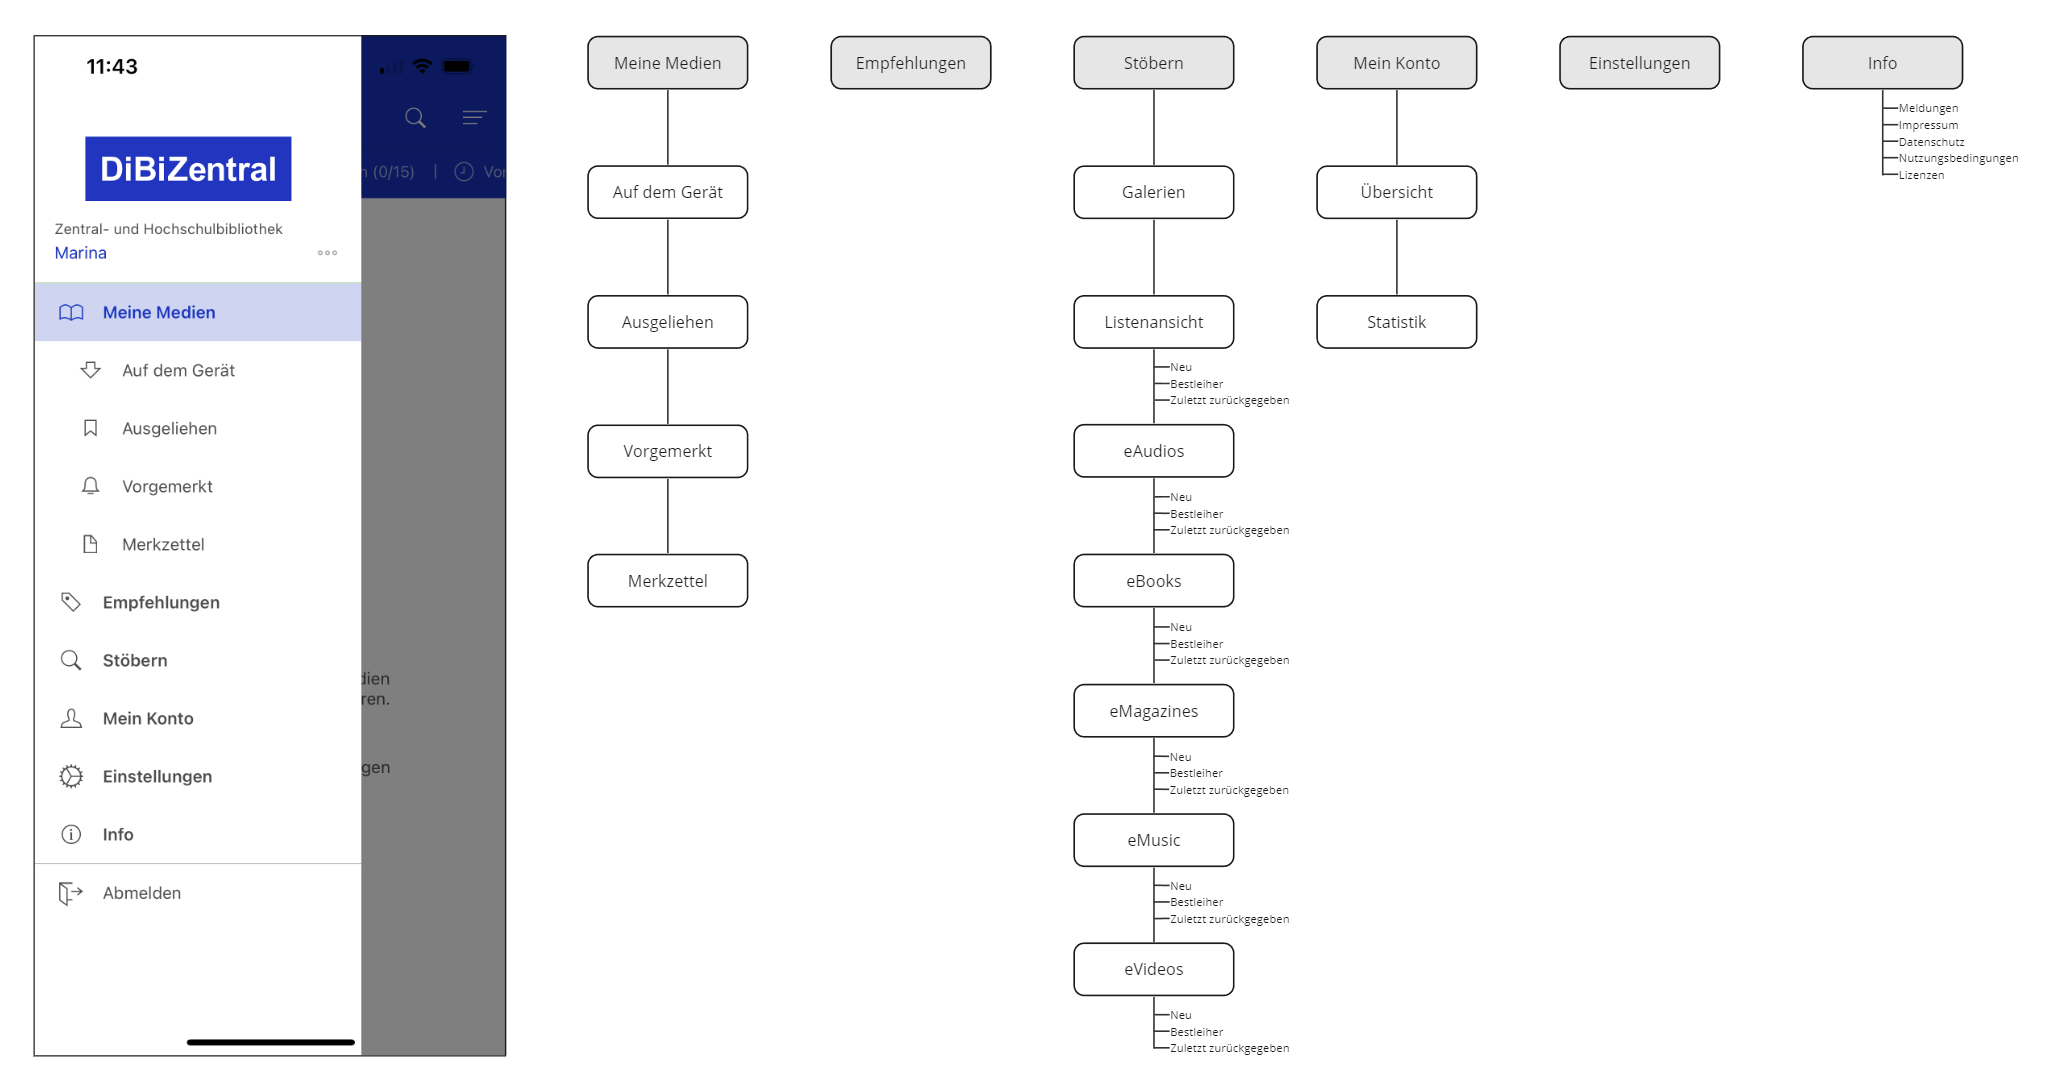 11:43
DiBiZentral
(0/15) |
Zentral- und Hochschulbibliothek
Marina
Meine Medien
Auf dem Gerät
Ausgeliehen
Vorgemerkt
Merkzettel
Empfehlungen
Stöbern
Mein Konto
Einstellungen
Info
Abmelden
Meine Medien
Auf dem Gerät
Ausgeliehen
Vorgemerkt
Merkzettel
Empfehlungen
Stöbern
Galerien
Listenansicht
Neu
Bestleiher
Zuletzt zurückgegeben
eAudios
Neu
Bestleiher
Zuletzt zurückgegeben
eBooks
Neu
Bestleiher
Zuletzt zurückgegeben
eMagazines
Neu
Bestleiher
Zuletzt zurückgegeben
eMusic
Neu
Bestleiher
Zuletzt zurückgegeben
eVideos
Neu
Bestleiher
Zuletzt zurückgegeben
Mein Konto
Übersicht
Statistik
Einstellungen
Info
Meldungen
Impressum
Datenschutz
Nutzungsbedingungen
Lizenzen